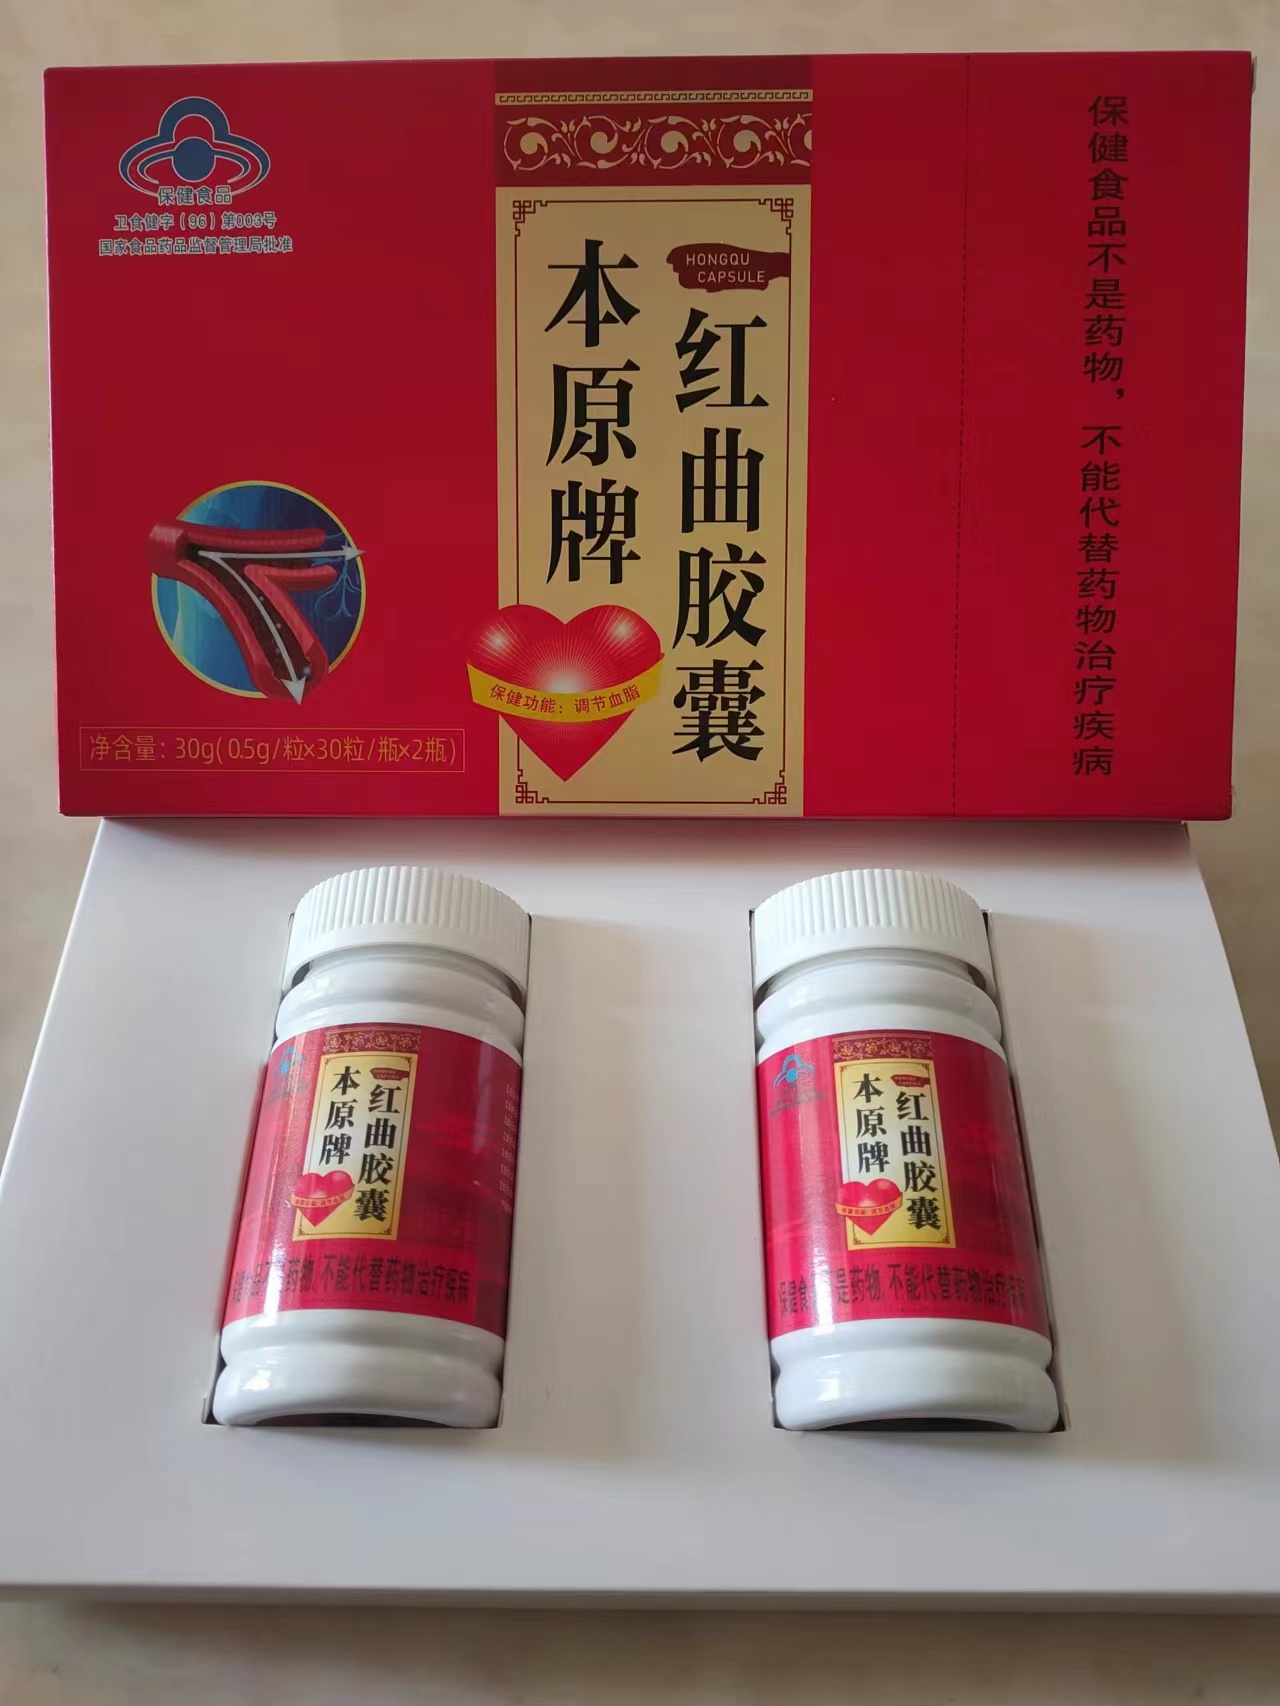 保健食品
卫食健字（96）第003号
国家食品药品监督管理局批准
HONGQU
CAPSULE
本原牌
红曲胶囊
保健功能：调节血脂
净含量：30g(0.5g/粒×30粒/瓶×2瓶)
保健食品不是药物，不能代替药物治疗疾病
本原牌
红曲胶囊
不能代替药物治疗疾病
本原牌
红曲胶囊
是药物，不能代替药物治疗